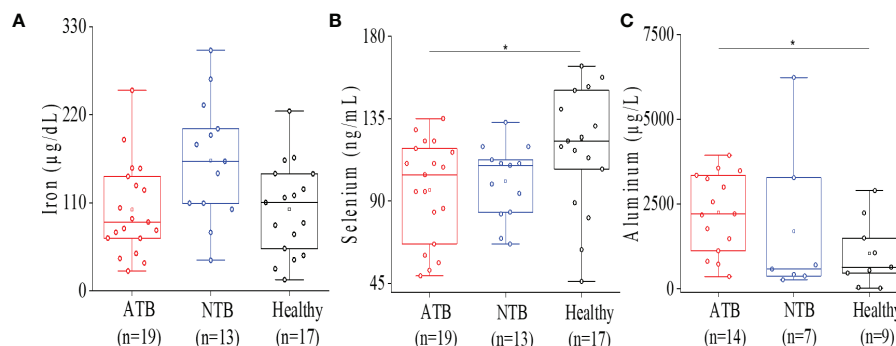 A
B
C
Iron (µg/dL)
330
220
110
0
ATB
NTB
Healthy
(n=19)
(n=13)
(n=17)
Selenium (ng/mL)
180
135
90
45
*
ATB
NTB
Healthy
(n=19)
(n=13)
(n=17)
Aluminum (µg/L)
7500
5000
2500
0
*
ATB
NTB
Healthy
(n=14)
(n=7)
(n=9)